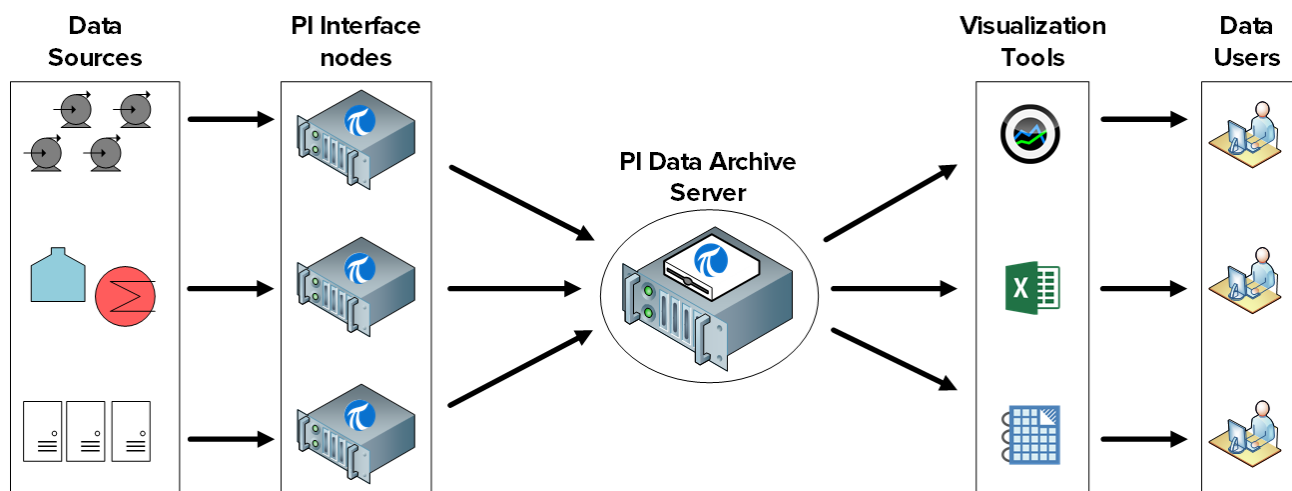 Data
Sources
PI Interface
nodes
PI Data Archive
Server
Visualization
Tools
Data
Users
X